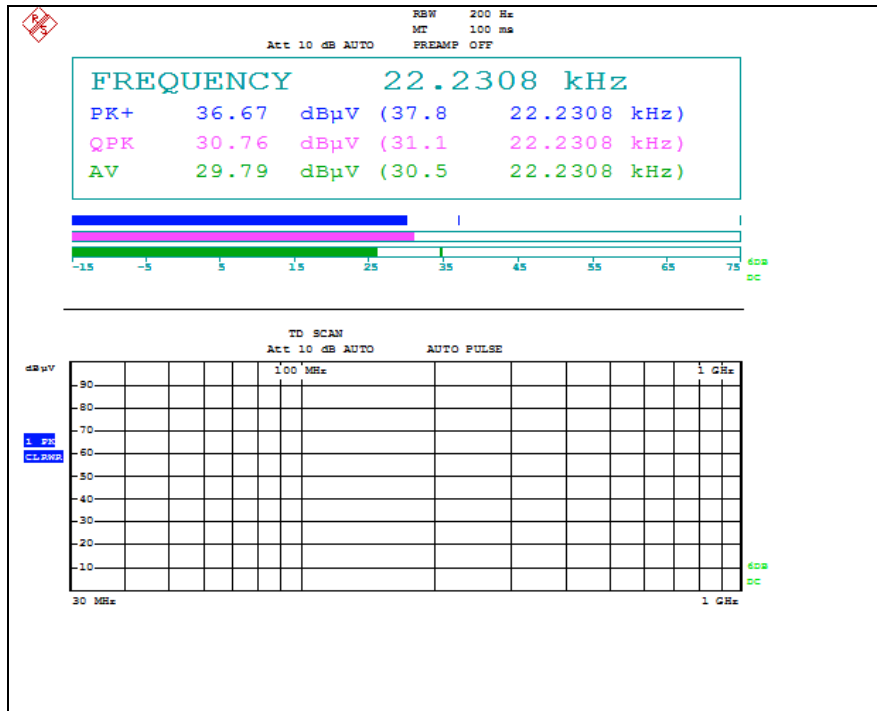 R S
RBW 200 Hz
MT 100 ms
Att 10 dB AUTO PREAMP OFF
FREQUENCY 22.2308 kHz
PK+ 36.67 dBµV (37.8 22.2308 kHz)
QPK 30.76 dBµV (31.1 22.2308 kHz)
AV 29.79 dBµV (30.5 22.2308 kHz)
-15 -5 5 15 25 35 45 55 65 75 6DB
DC
TD SCAN
Att 10 dB AUTO AUTO PULSE
dBµV 100 MHz 1 GHz
90
80
70
1 PK
CLRWR 60
50
40
30
20
10 6DB
DC
30 MHz 1 GHz